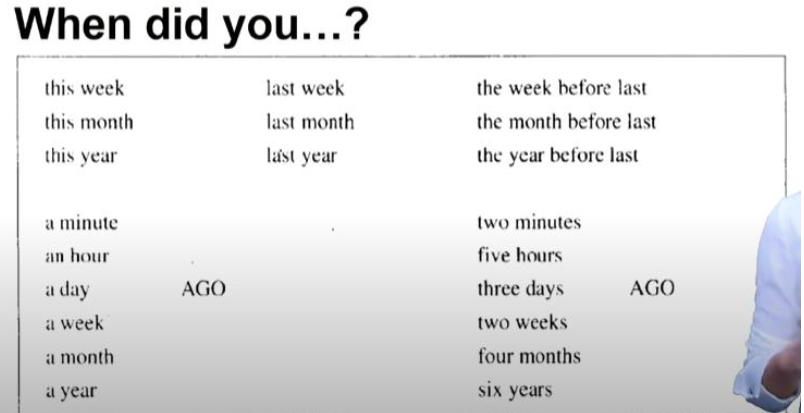 When did you...?
this week last week the week before last
this month last month the month before last
this year last year the year before last
a minute two minutes
an hour five hours
a day AGO three days AGO
a week two weeks
a month four months
a year six years